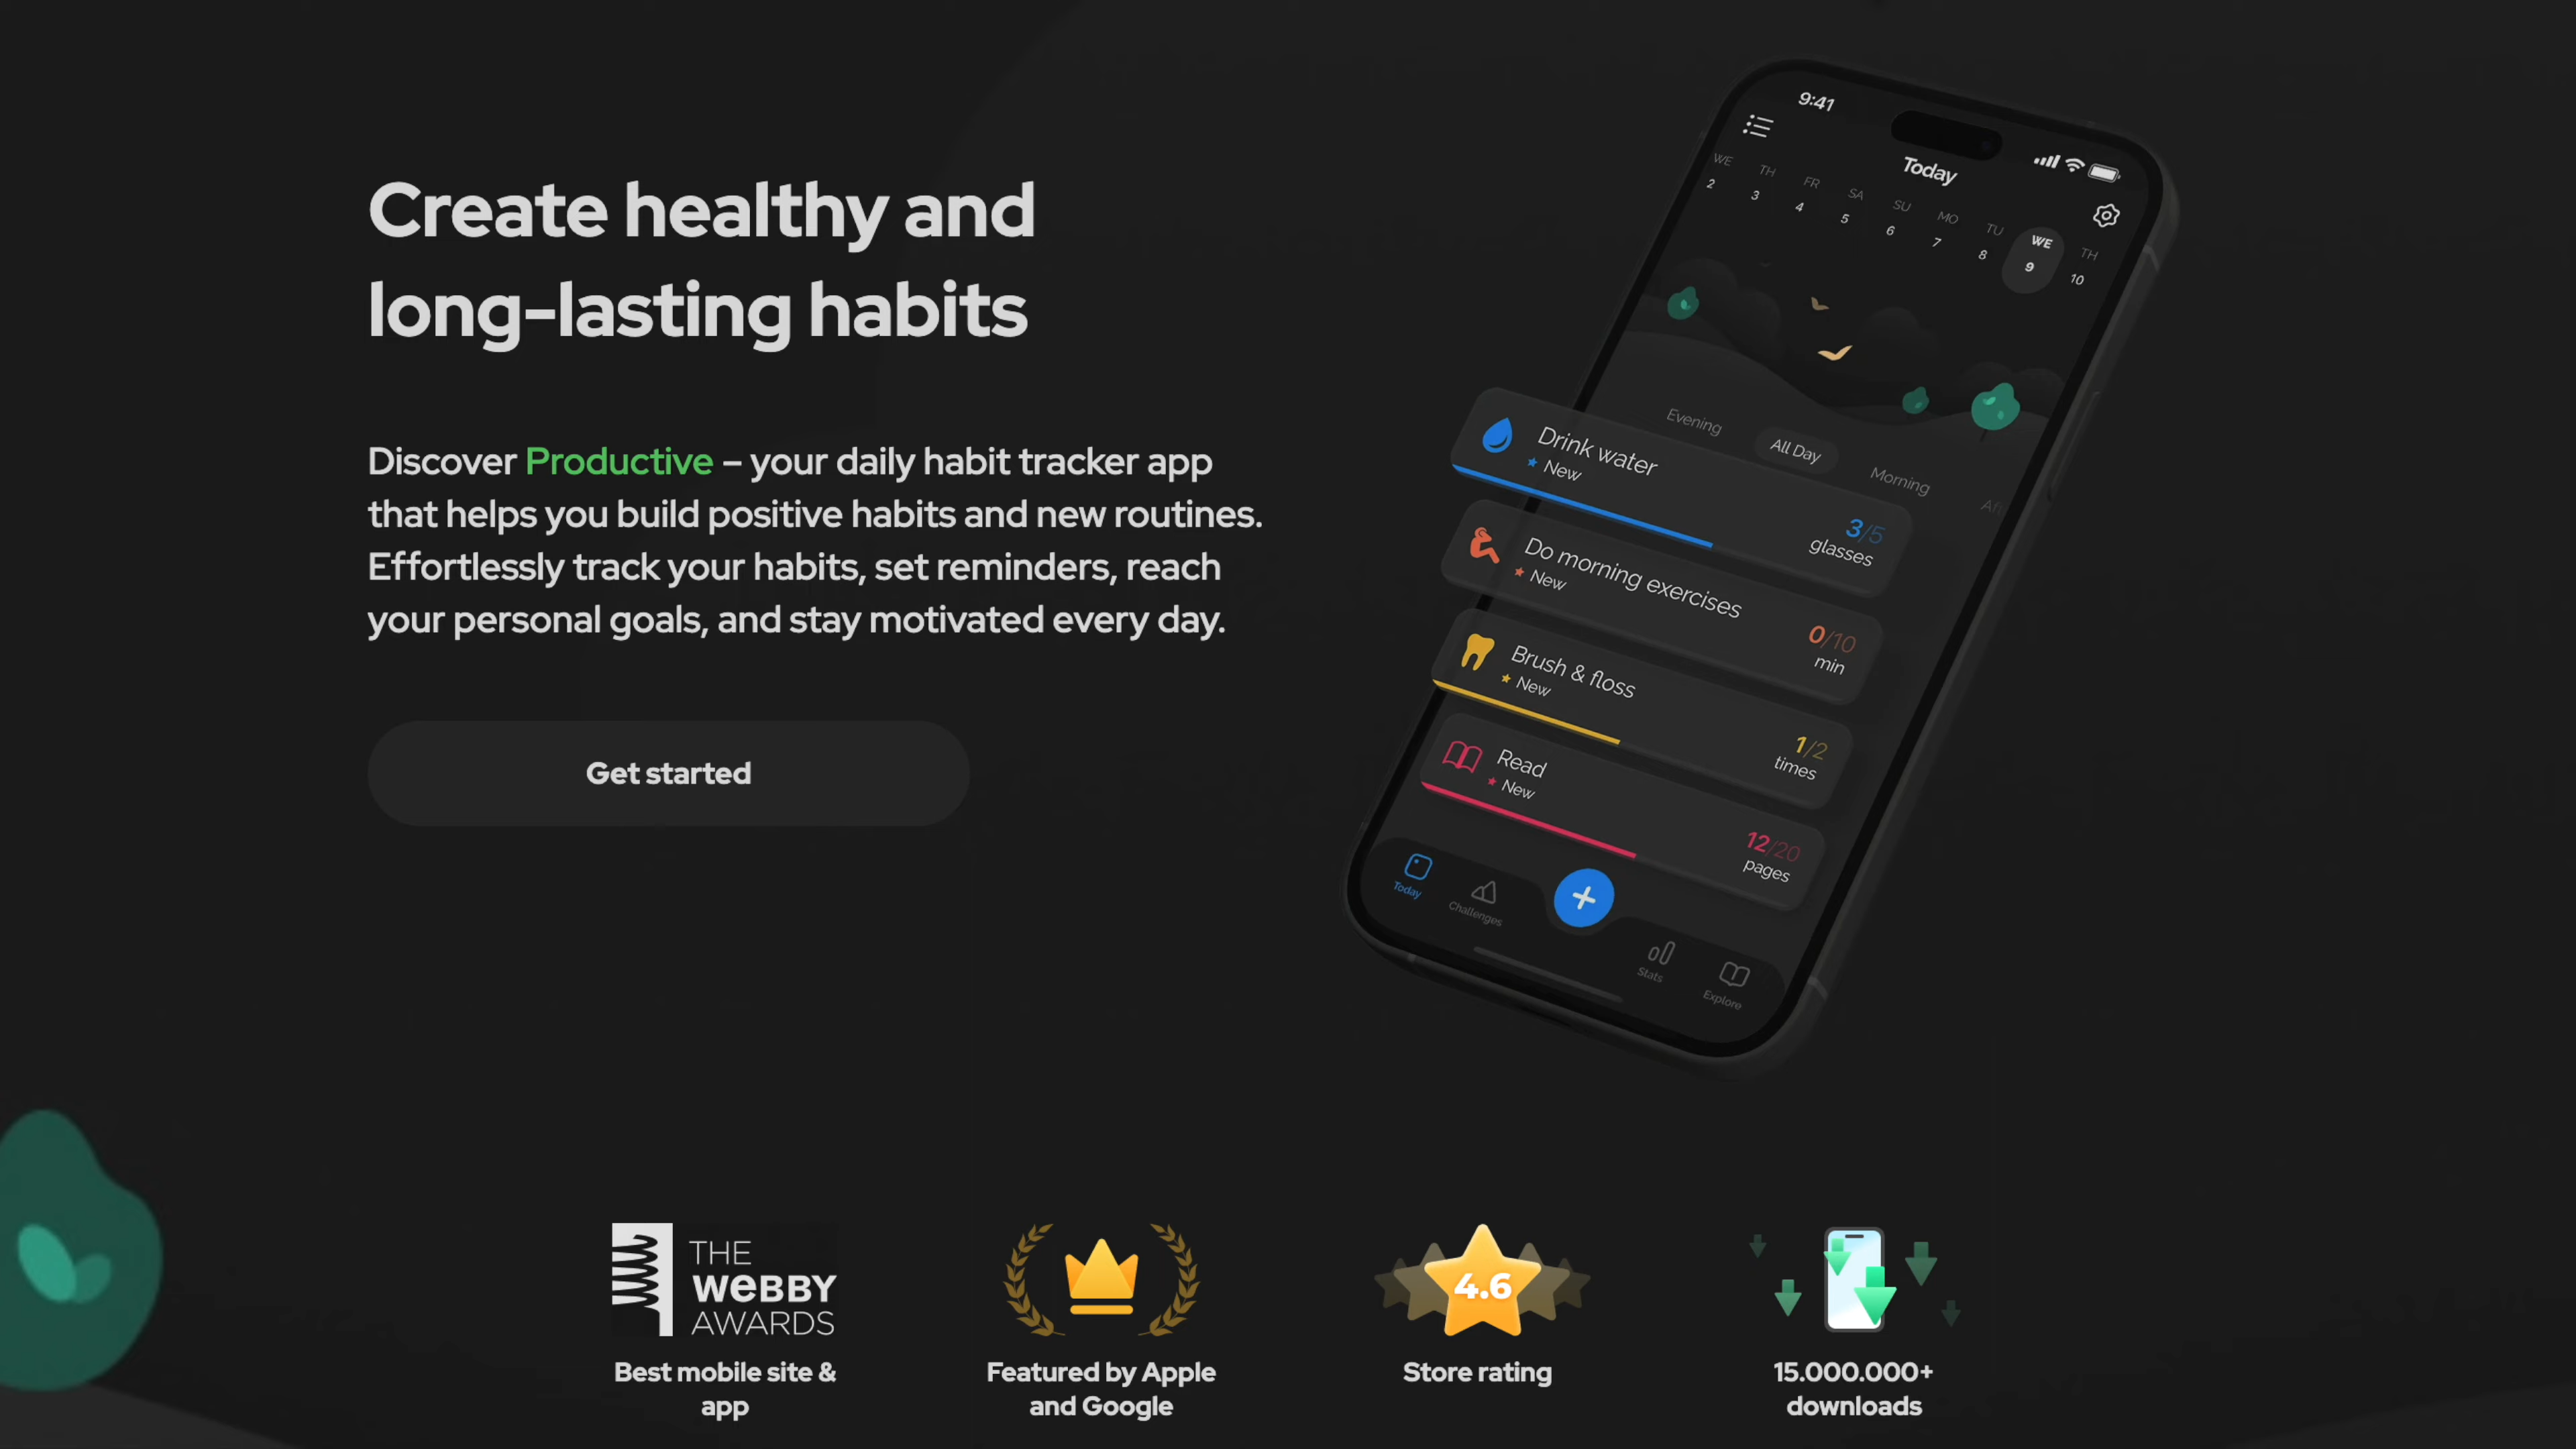 Create healthy and
long-lasting habits
Discover Productive – your daily habit tracker app
that helps you build positive habits and new routines.
Effortlessly track your habits, set reminders, reach
your personal goals, and stay motivated every day.
Get started
9:41
Today
WE TH FR SA SU MO TU WE TH
2 3 4 5 6 7 8 9 10
Evening All Day Morning
Drink water
New
3/5
glasses
Do morning exercises
New
0/10
min
Brush & floss
New
1/2
times
Read
New
12/20
pages
Today Challenges + Stats Explore
THE
WEBBY
AWARDS
Best mobile site &
app
Featured by Apple
and Google
4.6
Store rating
15.000.000+
downloads